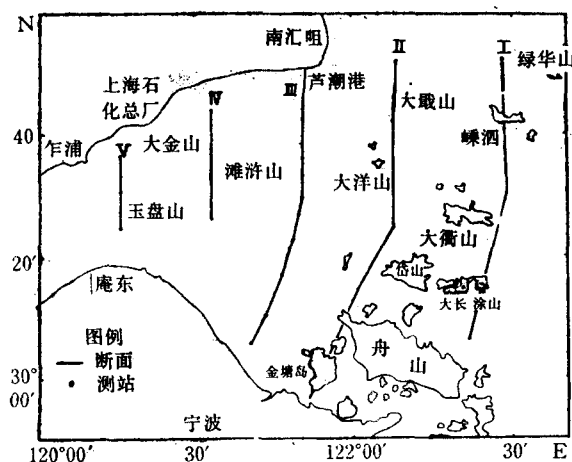 N
南汇咀
Ⅱ
Ⅰ
绿华山
上海石
化总厂
Ⅳ
Ⅲ
芦潮港
大戢山
40
乍浦
Ⅴ
大金山
嵊泗
滩浒山
大洋山
玉盘山
大衢山
20′
庵东
岱山
大长 涂山
图例
断面
测站
舟
山
金塘岛
30°
00′
宁波
120°00′
30′
122°00′
30′
E